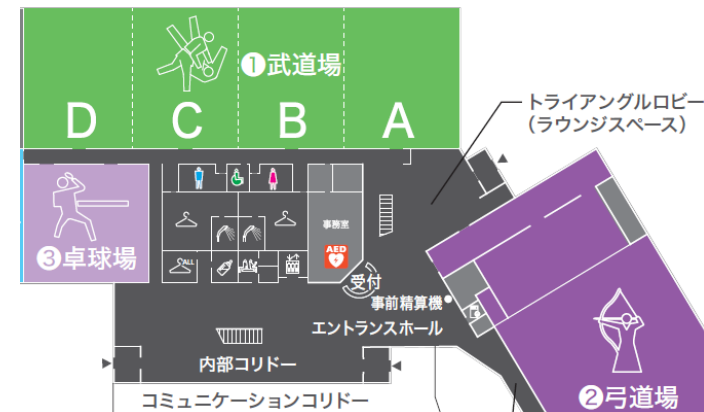 ❶武道場
D
C
B
A
トライアングルロビー
(ラウンジスペース)
❸卓球場
事務室
AED
ALL
受付
事前精算機
エントランスホール
内部コリドー
コミュニケーションコリドー
❷弓道場